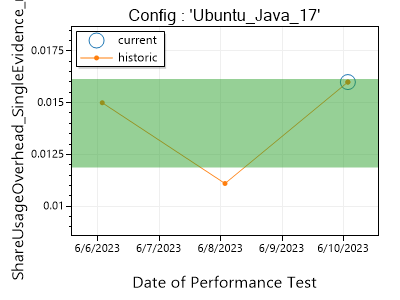 Config : 'Ubuntu_Java_17'
current
historic
0.0175
0.015
0.0125
0.01
ShareUsageOverhead_SingleEvidence_
6/6/2023 6/7/2023 6/8/2023 6/9/2023 6/10/2023
Date of Performance Test